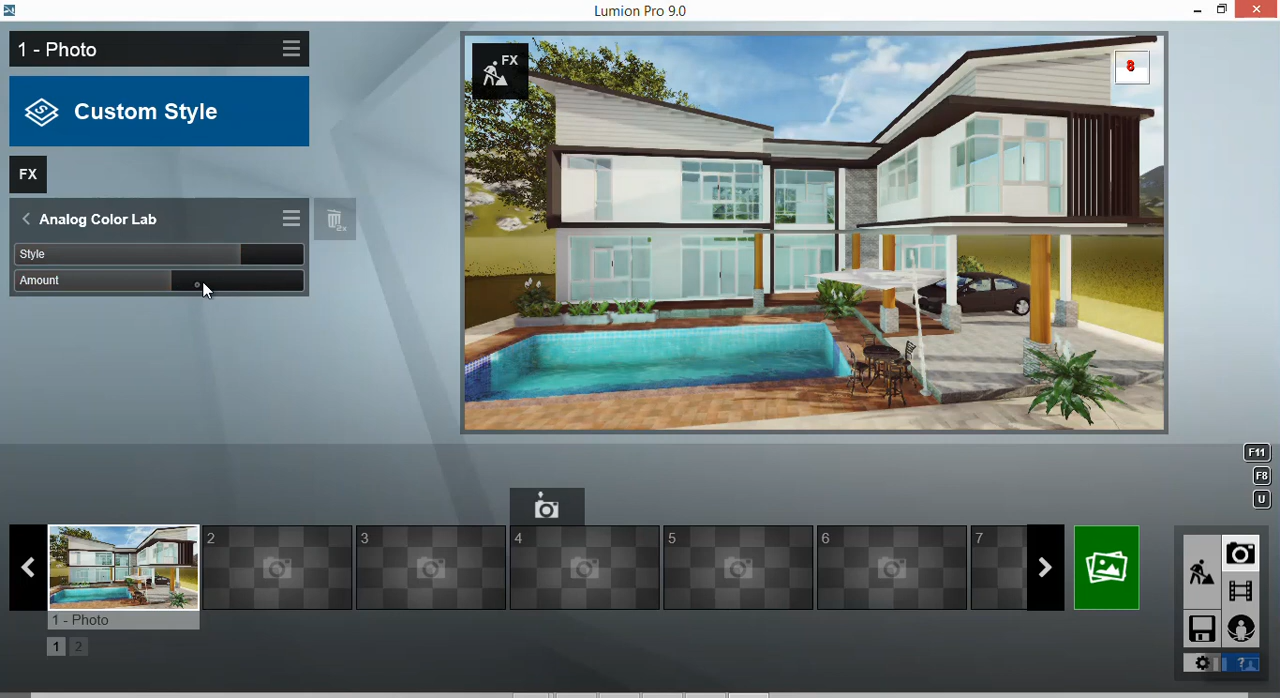 Lumion Pro 9.0
1 - Photo
FX
8
Custom Style
FX
Analog Color Lab
2x
Style
Amount
F11
F8
U
2
3
4
5
6
7
1 - Photo
1 2
?